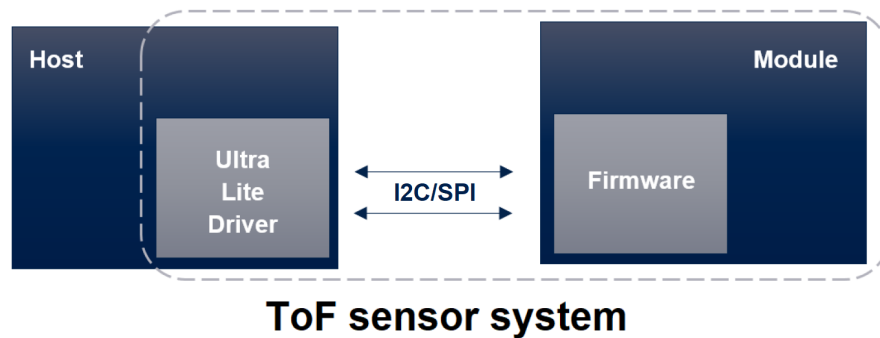 Host
Module
Ultra
Lite
Driver
I2C/SPI
Firmware
ToF sensor system